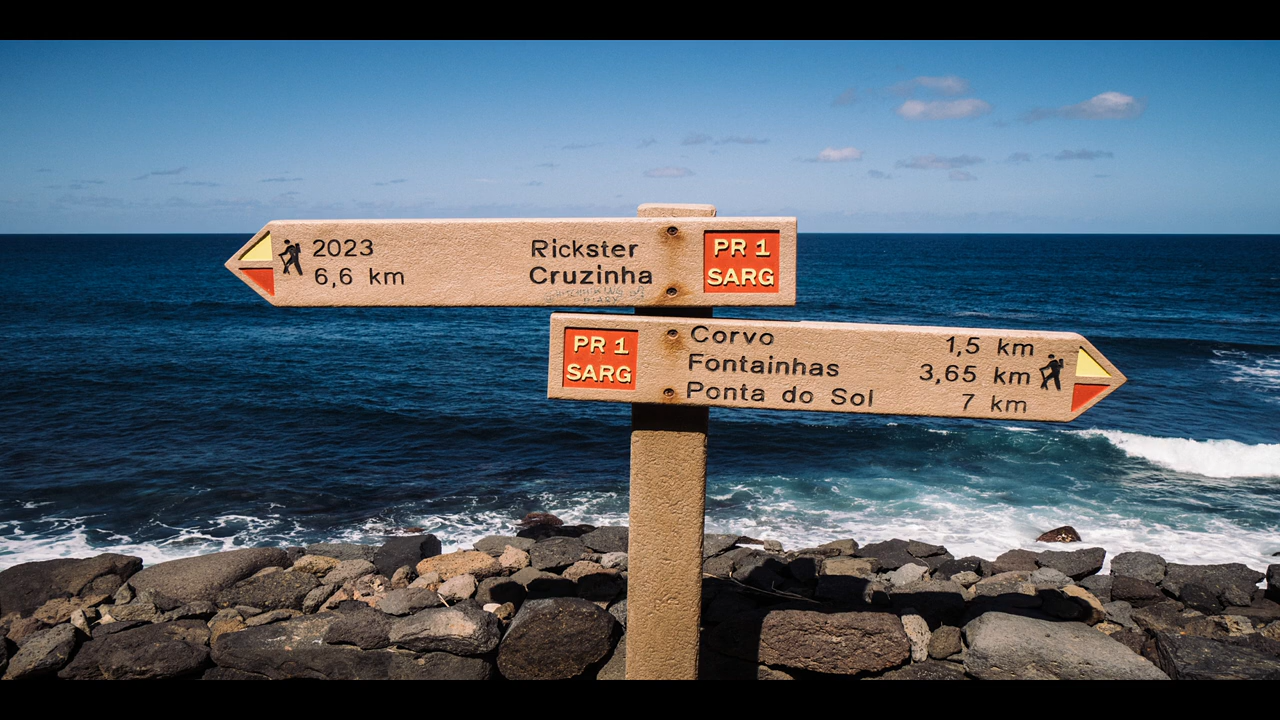 2023 Rickster PR 1
6,6 km Cruzinha SARG
PR 1 Corvo 1,5 km
SARG Fontainhas 3,65 km
Ponta do Sol 7 km